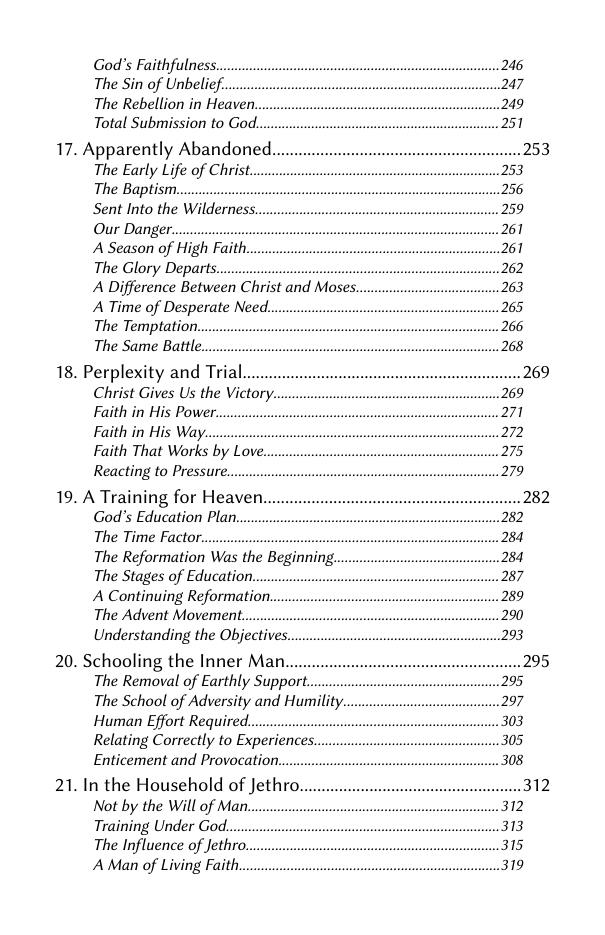 God’s Faithfulness....................................................................246
The Sin of Unbelief...................................................................247
The Rebellion in Heaven...........................................................249
Total Submission to God...........................................................251
17. Apparently Abandoned.........................................................253
The Early Life of Christ.............................................................253
The Baptism..............................................................................256
Sent Into the Wilderness...........................................................259
Our Danger...............................................................................261
A Season of High Faith.............................................................261
The Glory Departs.....................................................................262
A Difference Between Christ and Moses...................................263
A Time of Desperate Need........................................................265
The Temptation.........................................................................266
The Same Battle........................................................................268
18. Perplexity and Trial...............................................................269
Christ Gives Us the Victory.......................................................269
Faith in His Power.....................................................................271
Faith in His Way........................................................................272
Faith That Works by Love.........................................................275
Reacting to Pressure..................................................................279
19. A Training for Heaven...........................................................282
God’s Education Plan................................................................282
The Time Factor........................................................................284
The Reformation Was the Beginning.........................................284
The Stages of Education............................................................287
A Continuing Reformation........................................................289
The Advent Movement..............................................................290
Understanding the Objectives...................................................293
20. Schooling the Inner Man......................................................295
The Removal of Earthly Support...............................................295
The School of Adversity and Humility......................................297
Human Effort Required.............................................................303
Relating Correctly to Experiences..............................................305
Enticement and Provocation.....................................................308
21. In the Household of Jethro...................................................312
Not by the Will of Man.............................................................312
Training Under God..................................................................313
The Influence of Jethro..............................................................315
A Man of Living Faith...............................................................319